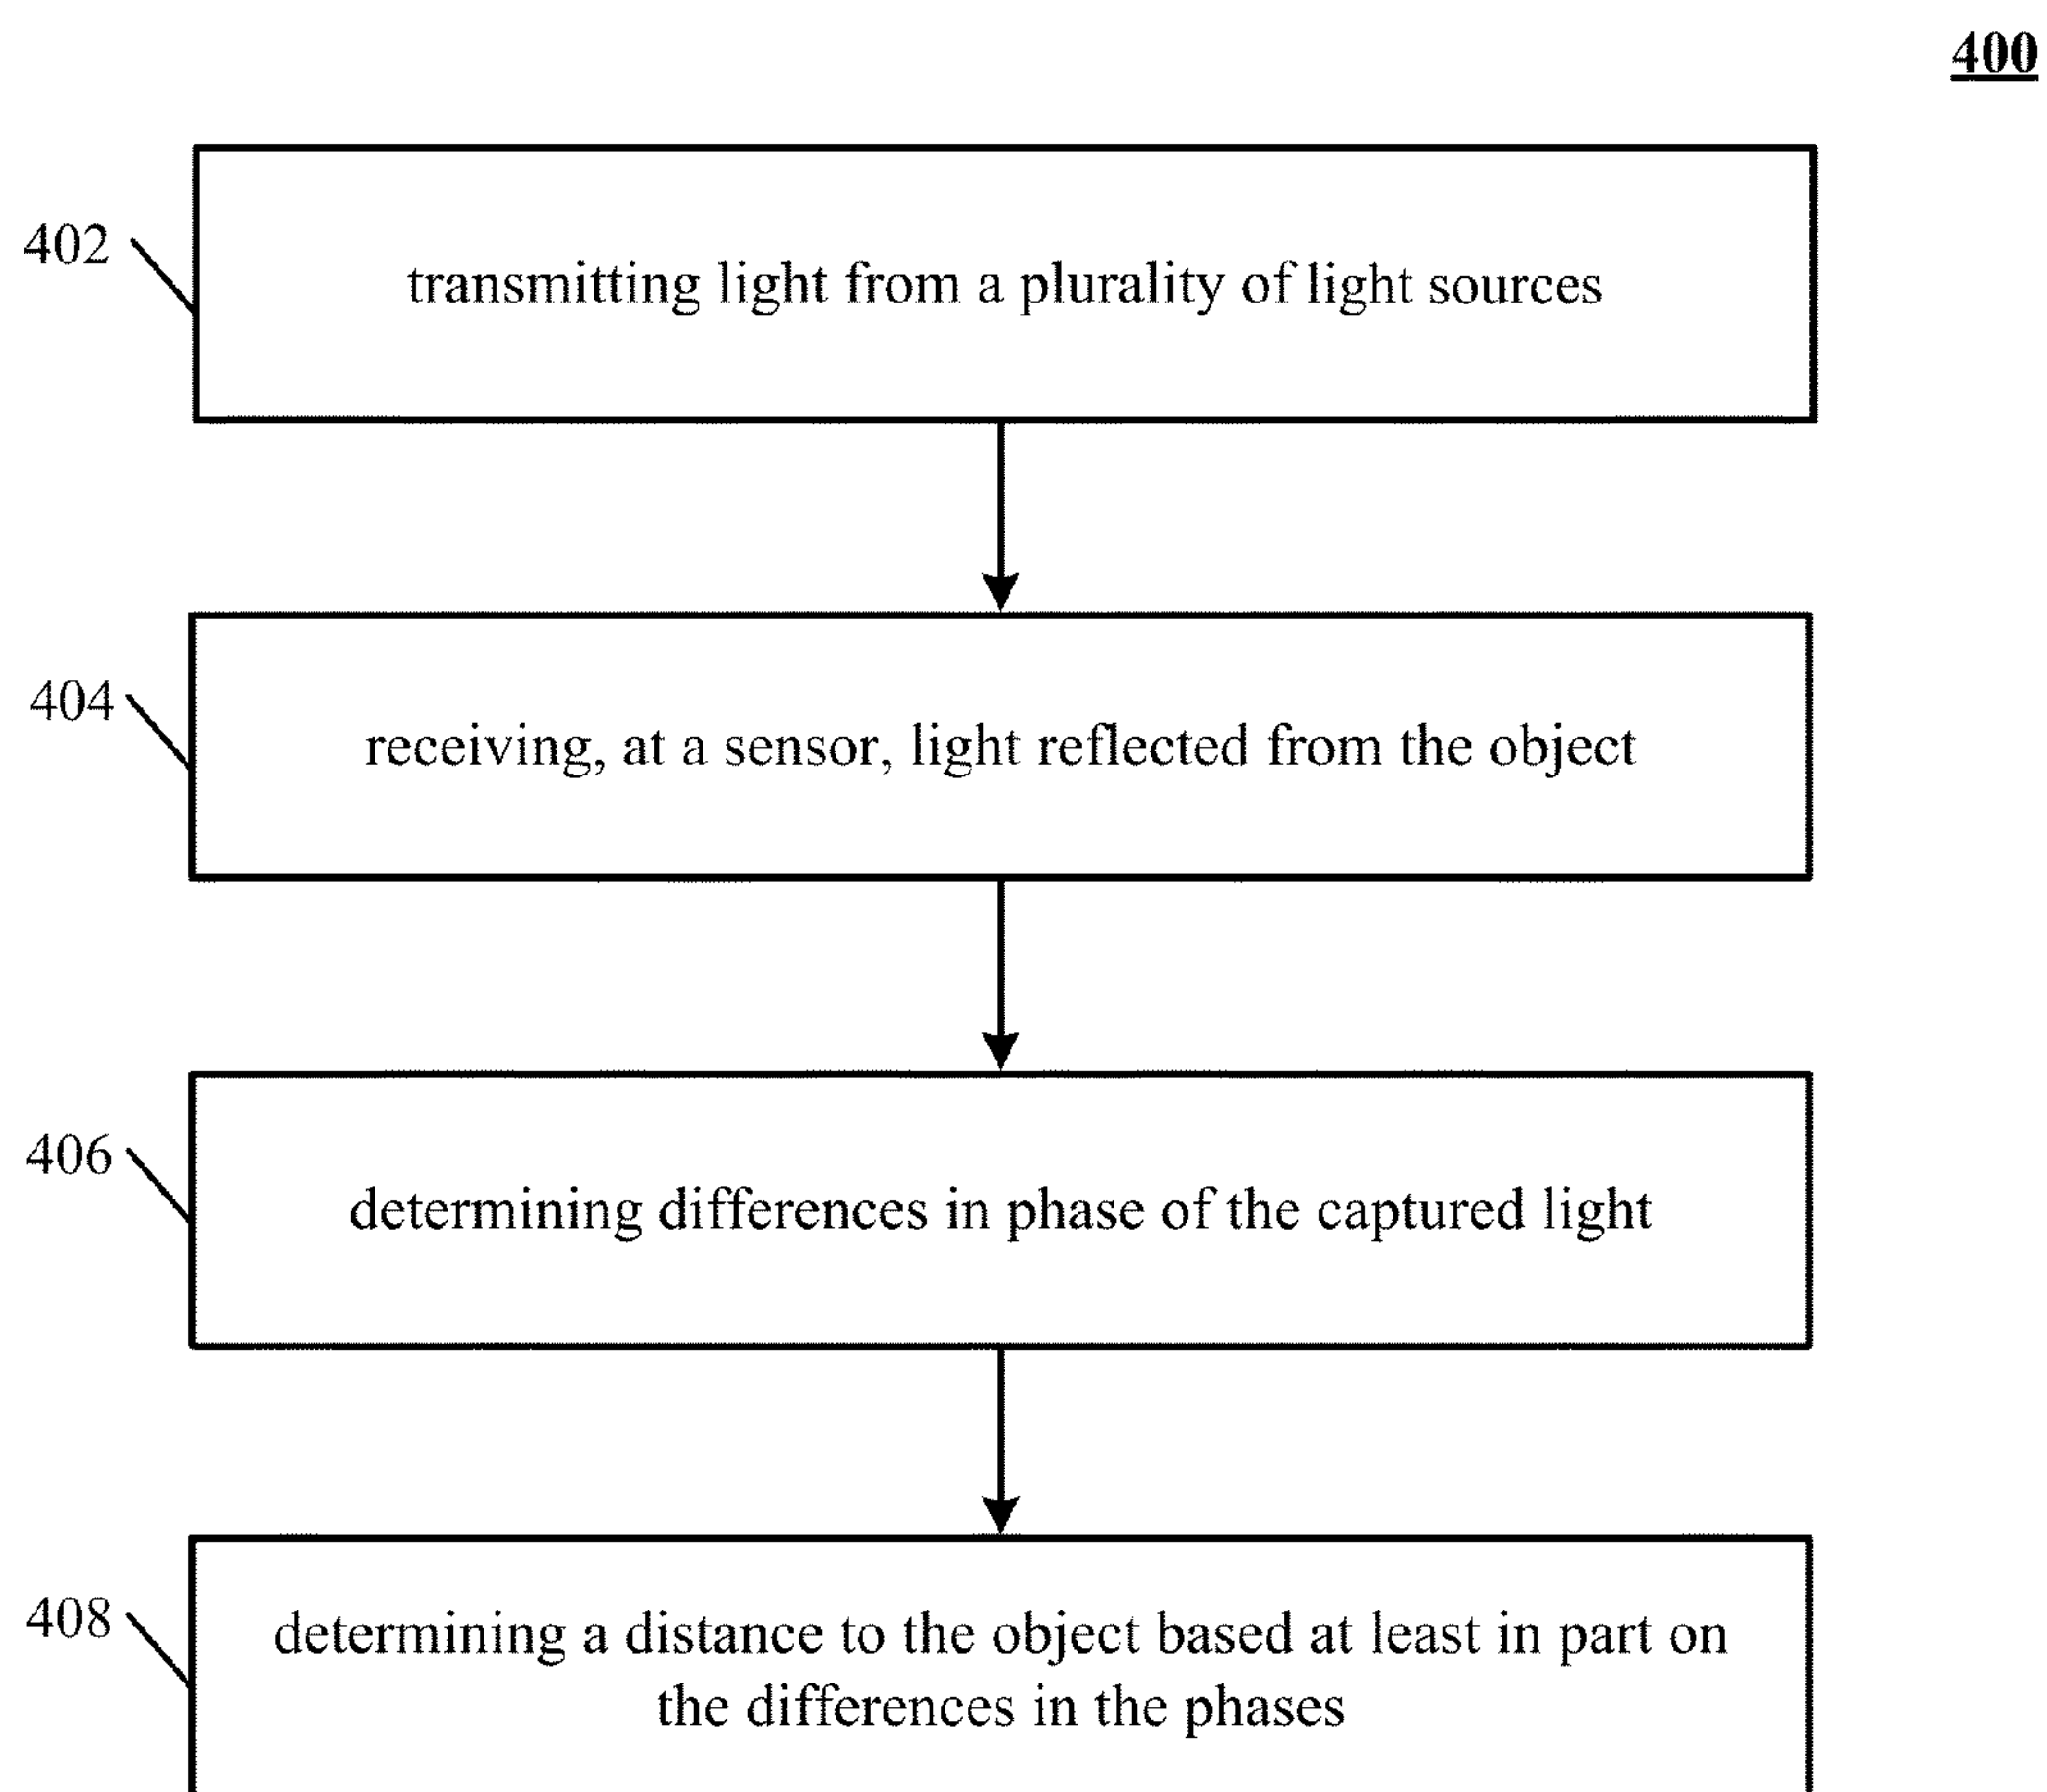 400
402
transmitting light from a plurality of light sources
404
receiving, at a sensor, light reflected from the object
406
determining differences in phase of the captured light
408
determining a distance to the object based at least in part on
the differences in the phases